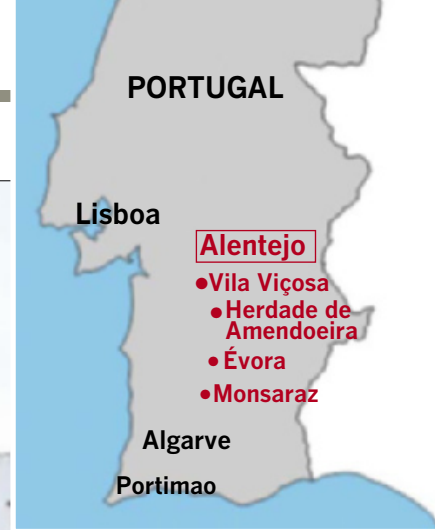 PORTUGAL
Lisboa
Alentejo
Vila Viçosa
Herdade de
Amendoeira
Évora
Monsaraz
Algarve
Portimao